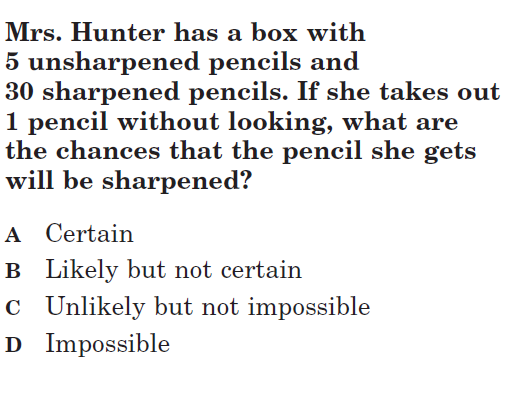 Mrs. Hunter has a box with
5 unsharpened pencils and
30 sharpened pencils. If she takes out
1 pencil without looking, what are
the chances that the pencil she gets
will be sharpened?
A Certain
B Likely but not certain
C Unlikely but not impossible
D Impossible